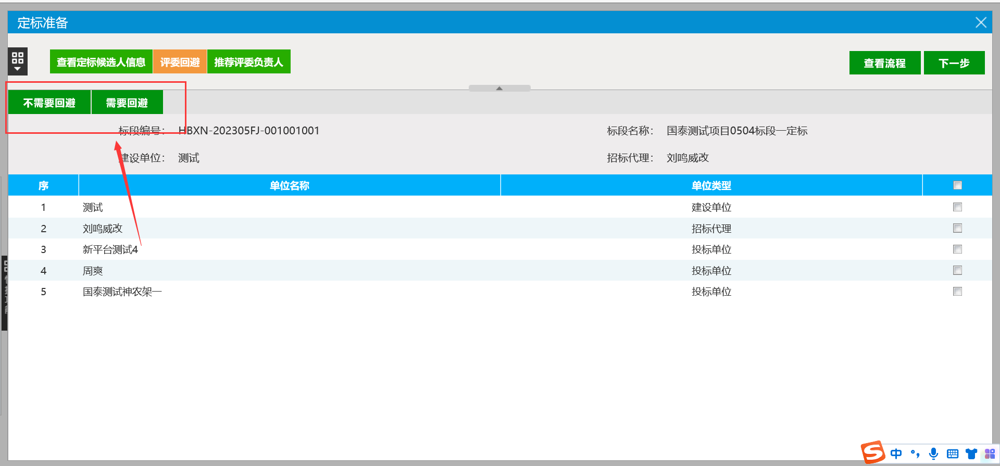 定标准备
查看定标候选人信息 评委回避 推荐评委负责人 查看流程 下一步
不需要回避 需要回避
标段编号： HBXN-202305FJ-001001001 标段名称： 国泰测试项目0504标段一定标
建设单位： 测试 招标代理： 刘鸣威改
序 单位名称 单位类型
1 测试 建设单位
2 刘鸣威改 招标代理
3 新平台测试4 投标单位
4 周爽 投标单位
5 国泰测试神农架一 投标单位
S 中